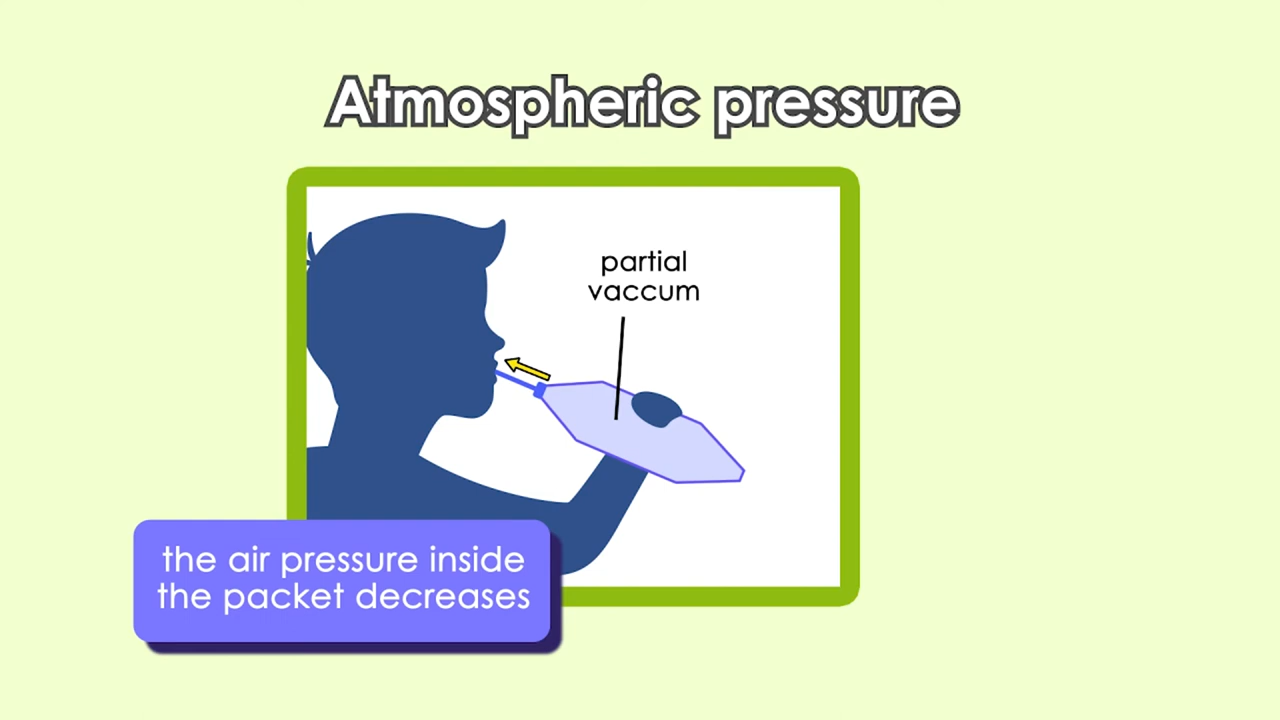 Atmospheric pressure
partial
vaccum
the air pressure inside
the packet decreases